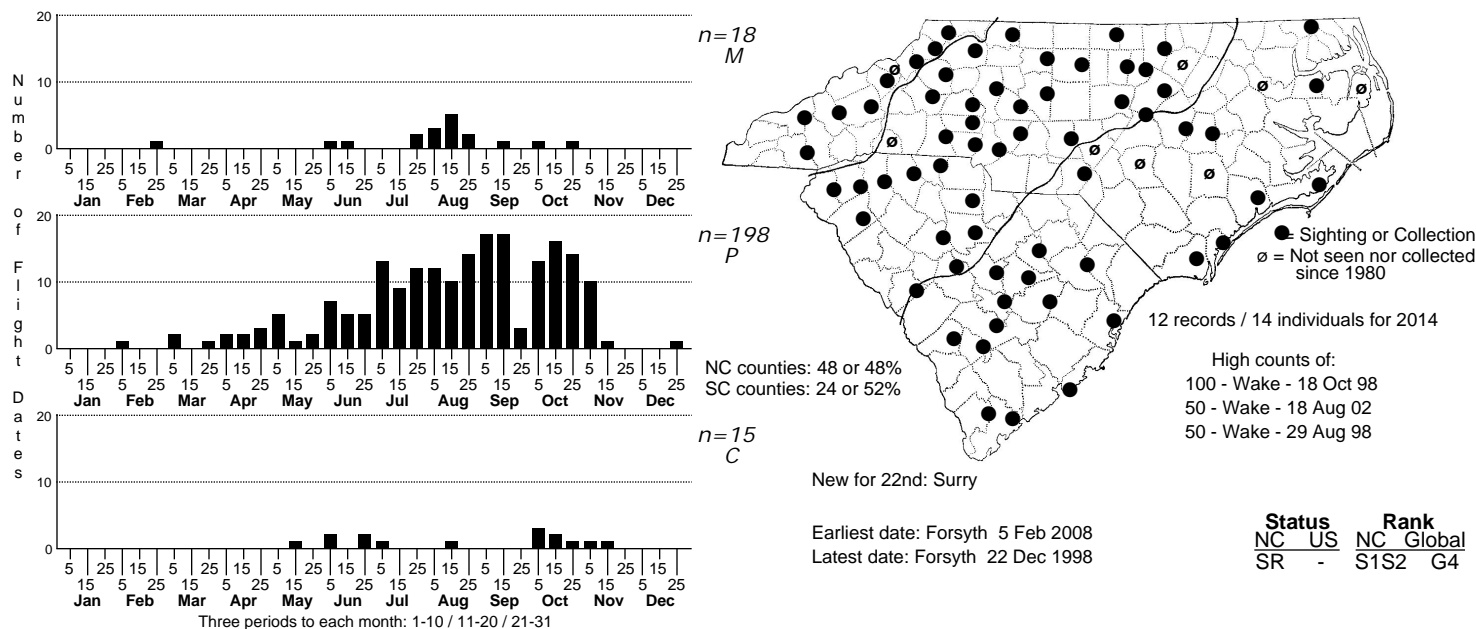 Number of Flight Dates
20
10
0
5 25 15 5 25 15 5 25 15 5 25 15 5 25 15 5 25 15
15 5 25 15 5 25 15 5 25 15 5 25 15 5 25 15 5 25
Jan Feb Mar Apr May Jun Jul Aug Sep Oct Nov Dec
n=18
M
20
10
0
5 25 15 5 25 15 5 25 15 5 25 15 5 25 15 5 25 15
15 5 25 15 5 25 15 5 25 15 5 25 15 5 25 15 5 25
Jan Feb Mar Apr May Jun Jul Aug Sep Oct Nov Dec
n=198
P
20
10
0
5 25 15 5 25 15 5 25 15 5 25 15 5 25 15 5 25 15
15 5 25 15 5 25 15 5 25 15 5 25 15 5 25 15 5 25
Jan Feb Mar Apr May Jun Jul Aug Sep Oct Nov Dec
n=15
C
Three periods to each month: 1-10 / 11-20 / 21-31
NC counties: 48 or 48%
SC counties: 24 or 52%
● = Sighting or Collection
ø = Not seen nor collected
since 1980
12 records / 14 individuals for 2014
High counts of:
100 - Wake - 18 Oct 98
50 - Wake - 18 Aug 02
50 - Wake - 29 Aug 98
New for 22nd: Surry
Earliest date: Forsyth 5 Feb 2008
Latest date: Forsyth 22 Dec 1998
Status Rank
NC US NC Global
SR - S1S2 G4